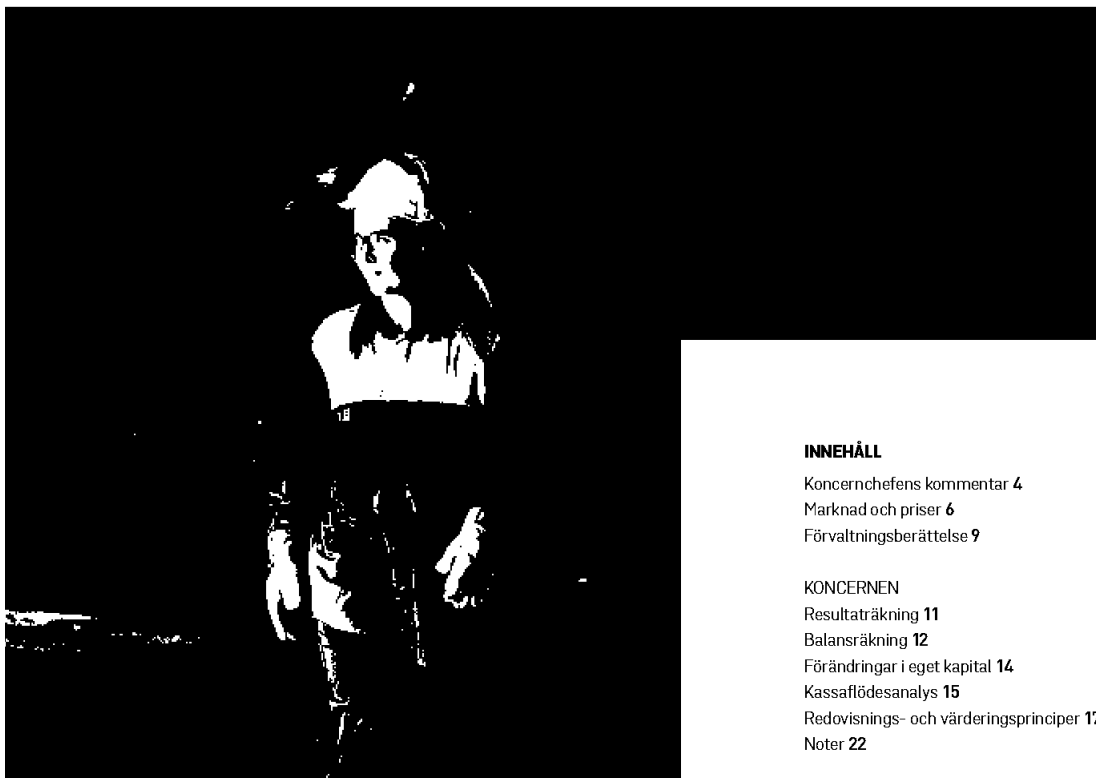 INNEHÅLL
Koncernchefens kommentar 4
Marknad och priser 6
Förvaltningsberättelse 9
KONCERNEN
Resultaträkning 11
Balansräkning 12
Förändringar i eget kapital 14
Kassaflödesanalys 15
Redovisnings- och värderingsprinciper 17
Noter 22